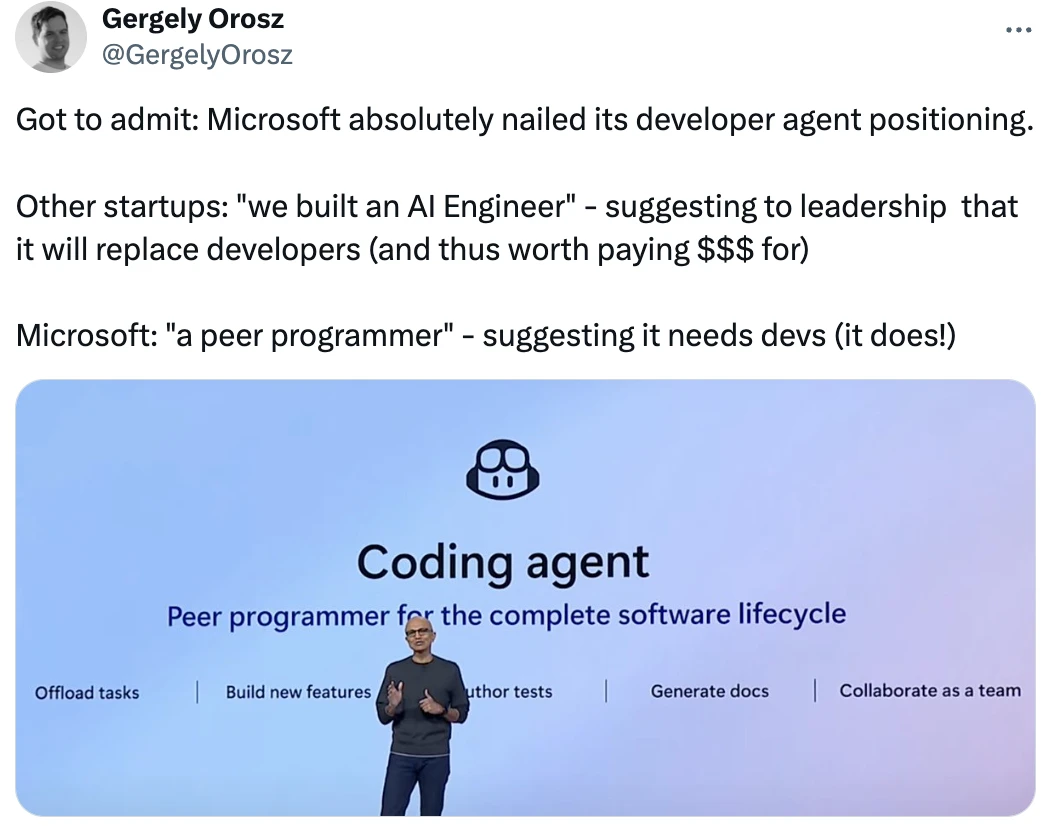 Gergely Orosz
@GergelyOrosz
Got to admit: Microsoft absolutely nailed its developer agent positioning.
Other startups: "we built an AI Engineer" - suggesting to leadership that
it will replace developers (and thus worth paying $$$ for)
Microsoft: "a peer programmer" - suggesting it needs devs (it does!)
Coding agent
Peer programmer for the complete software lifecycle
Offload tasks | Build new features uthor tests | Generate docs | Collaborate as a team